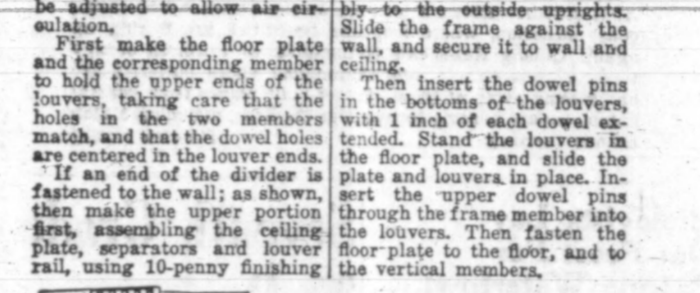 be adjusted to allow air cir-
culation.
First make the floor plate
and the corresponding member
to hold the upper ends of the
louvers, taking care that the
holes in the two members
match, and that the dowel holes
are centered in the louver ends.
If an end of the divider is
fastened to the wall; as shown,
then make the upper portion
first, assembling the ceiling
plate, separators and louver
rail, using 10-penny finishing
bly to the outside uprights.
Slide the frame against the
wall, and secure it to wall and
ceiling.
Then insert the dowel pins
in the bottoms of the louvers,
with 1 inch of each dowel ex-
tended. Stand the louvers in
the floor plate, and slide the
plate and louvers in place. In-
sert the upper dowel pins
through the frame member into
the louvers. Then fasten the
floor plate to the floor, and to
the vertical members.